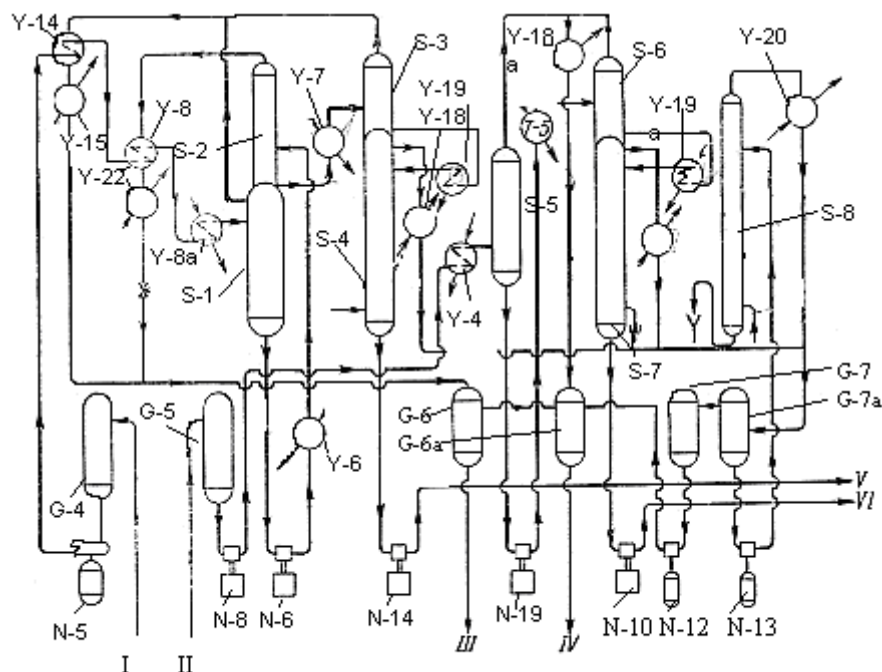 Y-14
S-3
Y-18
S-6
Y-20
Y-7
Y-19
Y-18
a
Y-19
Y-8
T-5
a
Y-15
S-2
Y-22
S-5
S-8
Y-8a
S-4
S-1
Y-4
Y
S-7
G-7
G-5
G-6
G-7a
G-6a
Y-6
G-4
V
VI
N-5
N-8
N-6
N-14
N-19
N-10
N-12
N-13
I
II
III
IV